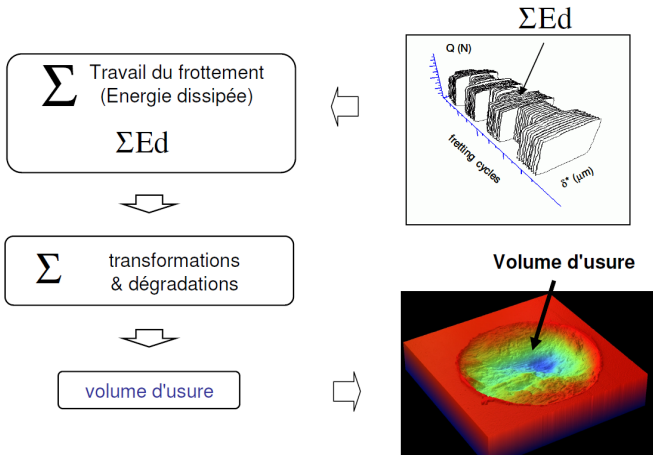 ΣEd
Σ Travail du frottement
(Energie dissipée)
ΣEd
Q (N)
fretting cycles
δ* (μm)
Σ transformations
& dégradations
Volume d'usure
volume d'usure